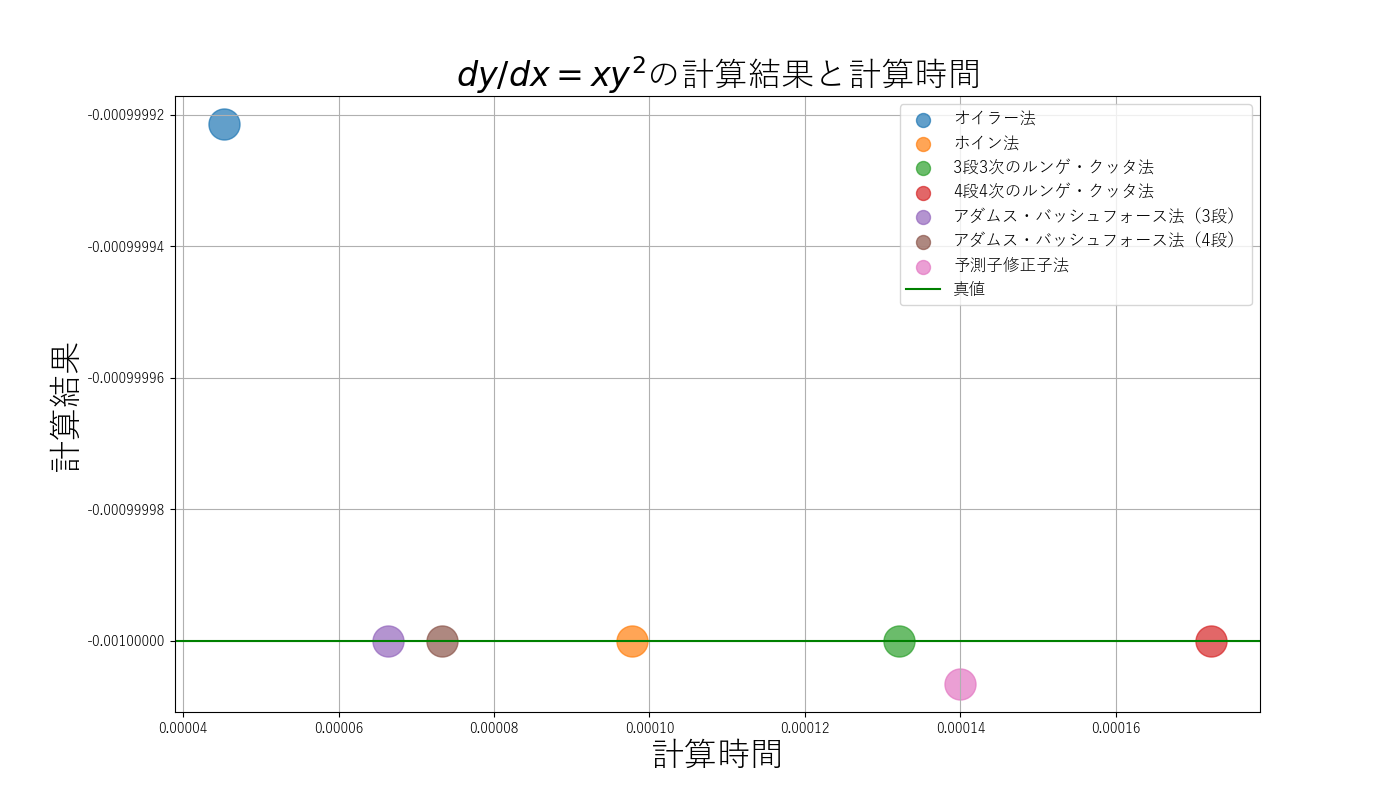 dy/dx = xy²の計算結果と計算時間
-0.00099992
-0.00099994
-0.00099996
-0.00099998
-0.00100000
計算結果
オイラー法
ホイン法
3段3次のルンゲ・クッタ法
4段4次のルンゲ・クッタ法
アダムス・バッシュフォース法（3段）
アダムス・バッシュフォース法（4段）
予測子修正子法
真値
0.00004 0.00006 0.00008 0.00010 0.00012 0.00014 0.00016
計算時間